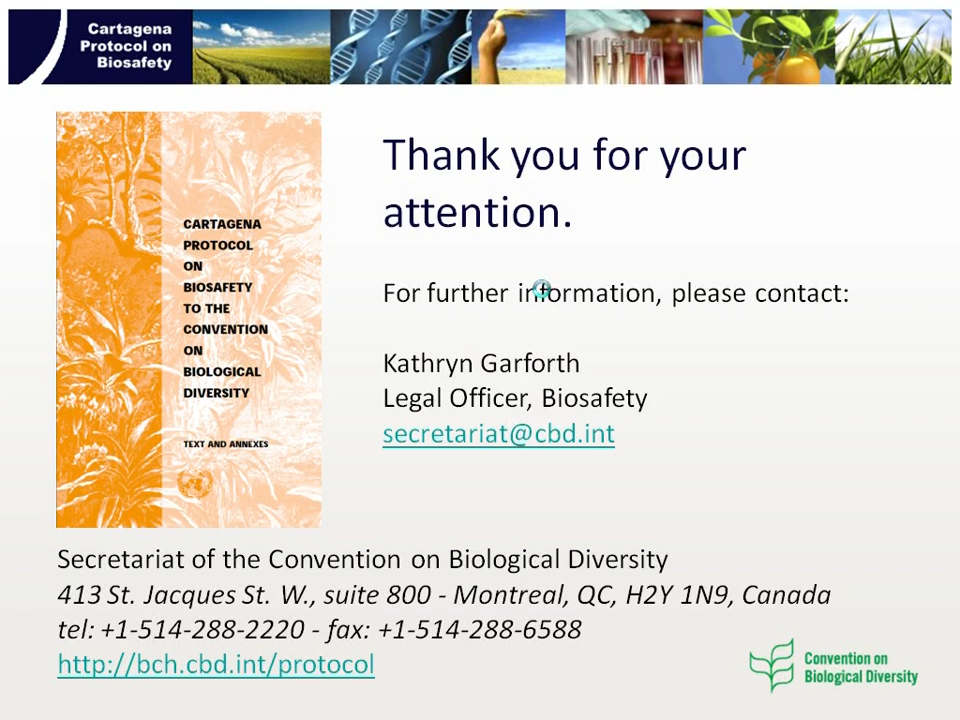 Cartagena
Protocol on
Biosafety
Thank you for your
attention.
CARTAGENA
PROTOCOL
ON
BIOSAFETY
TO THE
CONVENTION
ON
BIOLOGICAL
DIVERSITY
TEXT AND ANNEXES
For further information, please contact:
Kathryn Garforth
Legal Officer, Biosafety
secretariat@cbd.int
Secretariat of the Convention on Biological Diversity
413 St. Jacques St. W., suite 800 - Montreal, QC, H2Y 1N9, Canada
tel: +1-514-288-2220 - fax: +1-514-288-6588
http://bch.cbd.int/protocol
Convention on
Biological Diversity